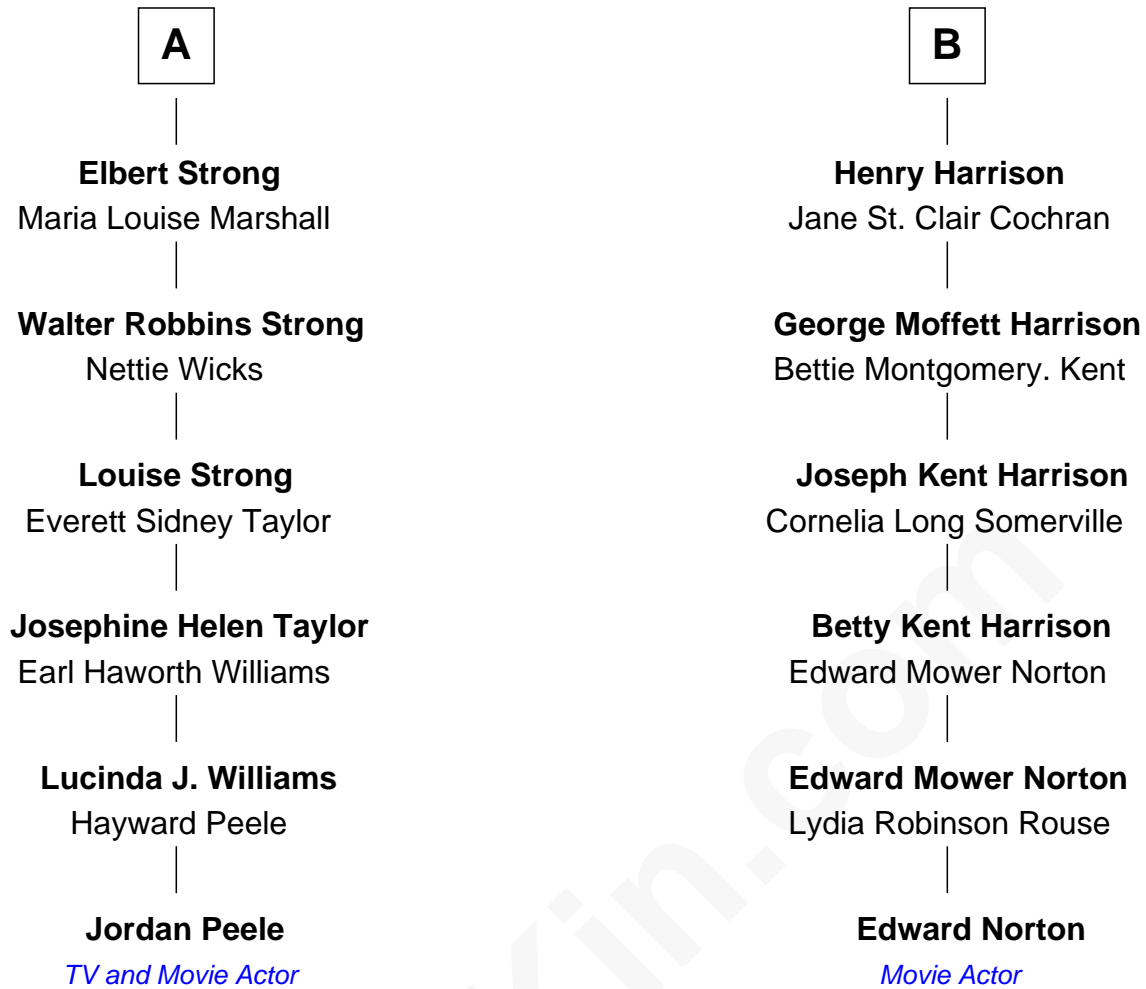 A
Elbert Strong
Maria Louise Marshall
Walter Robbins Strong
Nettie Wicks
Louise Strong
Everett Sidney Taylor
Josephine Helen Taylor
Earl Haworth Williams
Lucinda J. Williams
Hayward Peele
Jordan Peele
TV and Movie Actor
B
Henry Harrison
Jane St. Clair Cochran
George Moffett Harrison
Bettie Montgomery. Kent
Joseph Kent Harrison
Cornelia Long Somerville
Betty Kent Harrison
Edward Mower Norton
Edward Mower Norton
Lydia Robinson Rouse
Edward Norton
Movie Actor
Kin.com